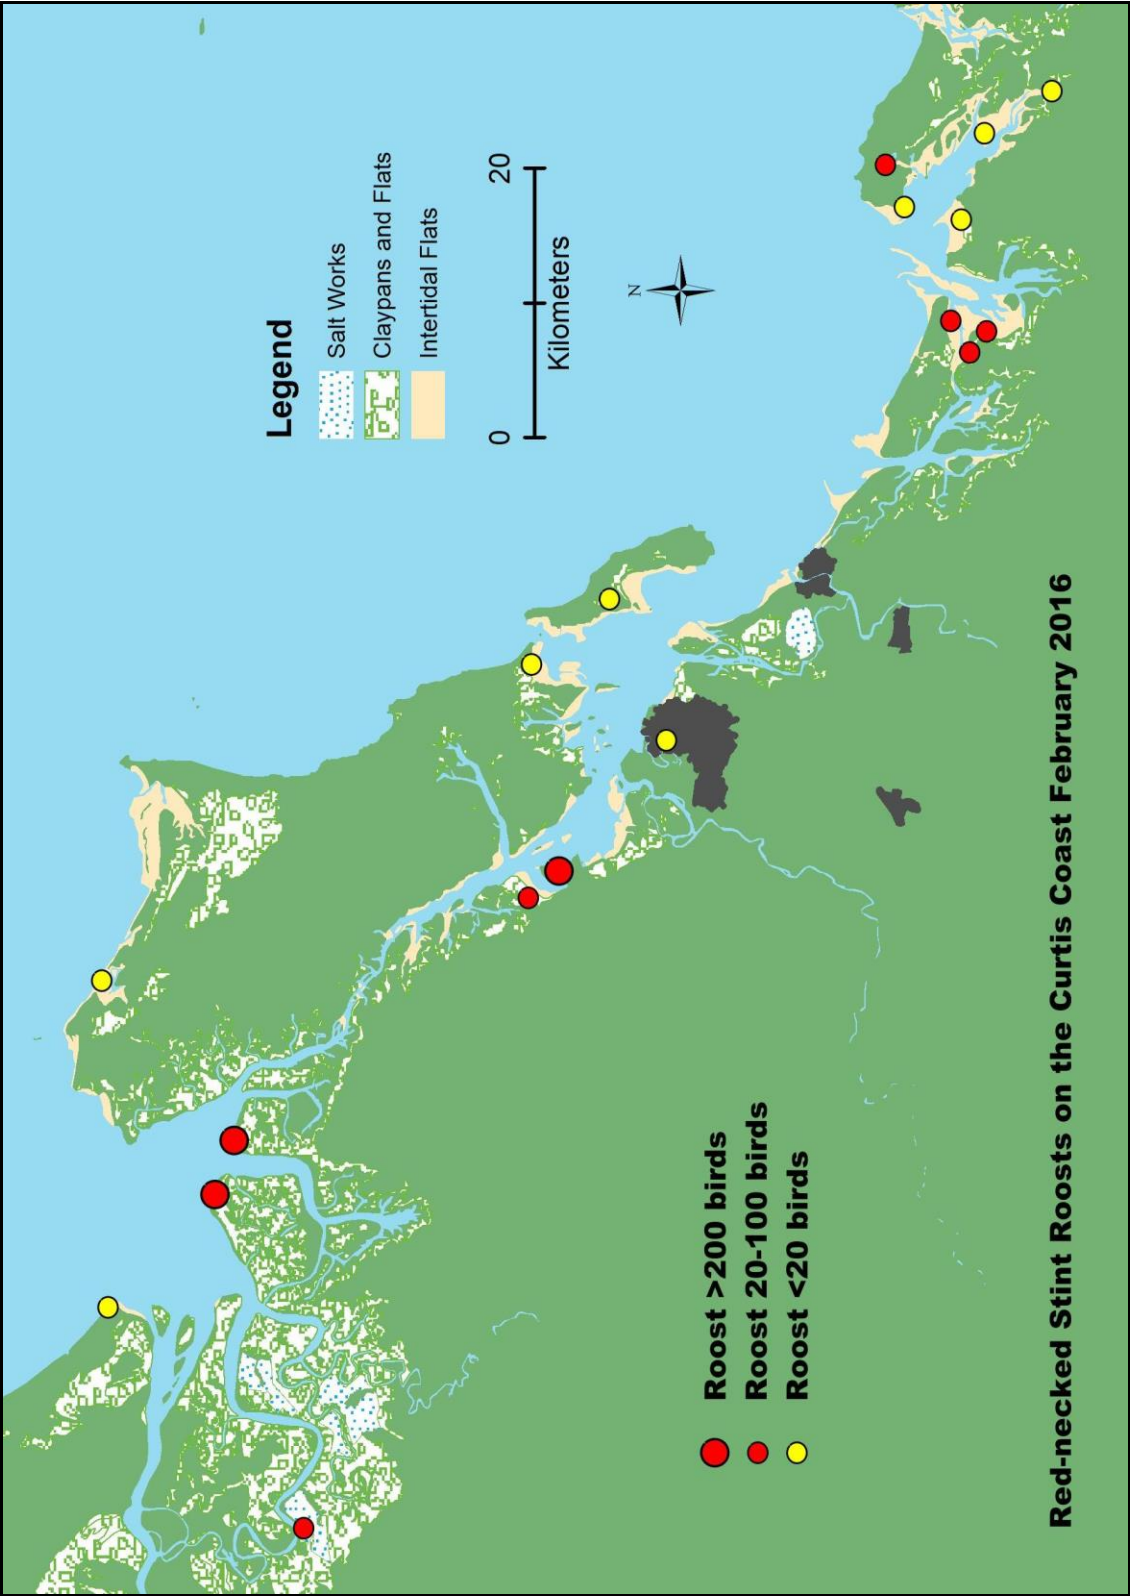 Legend
Salt Works
Claypans and Flats
Intertidal Flats
0 20
Kilometers
N
Roost >200 birds
Roost 20-100 birds
Roost <20 birds
Red-necked Stint Roosts on the Curtis Coast February 2016